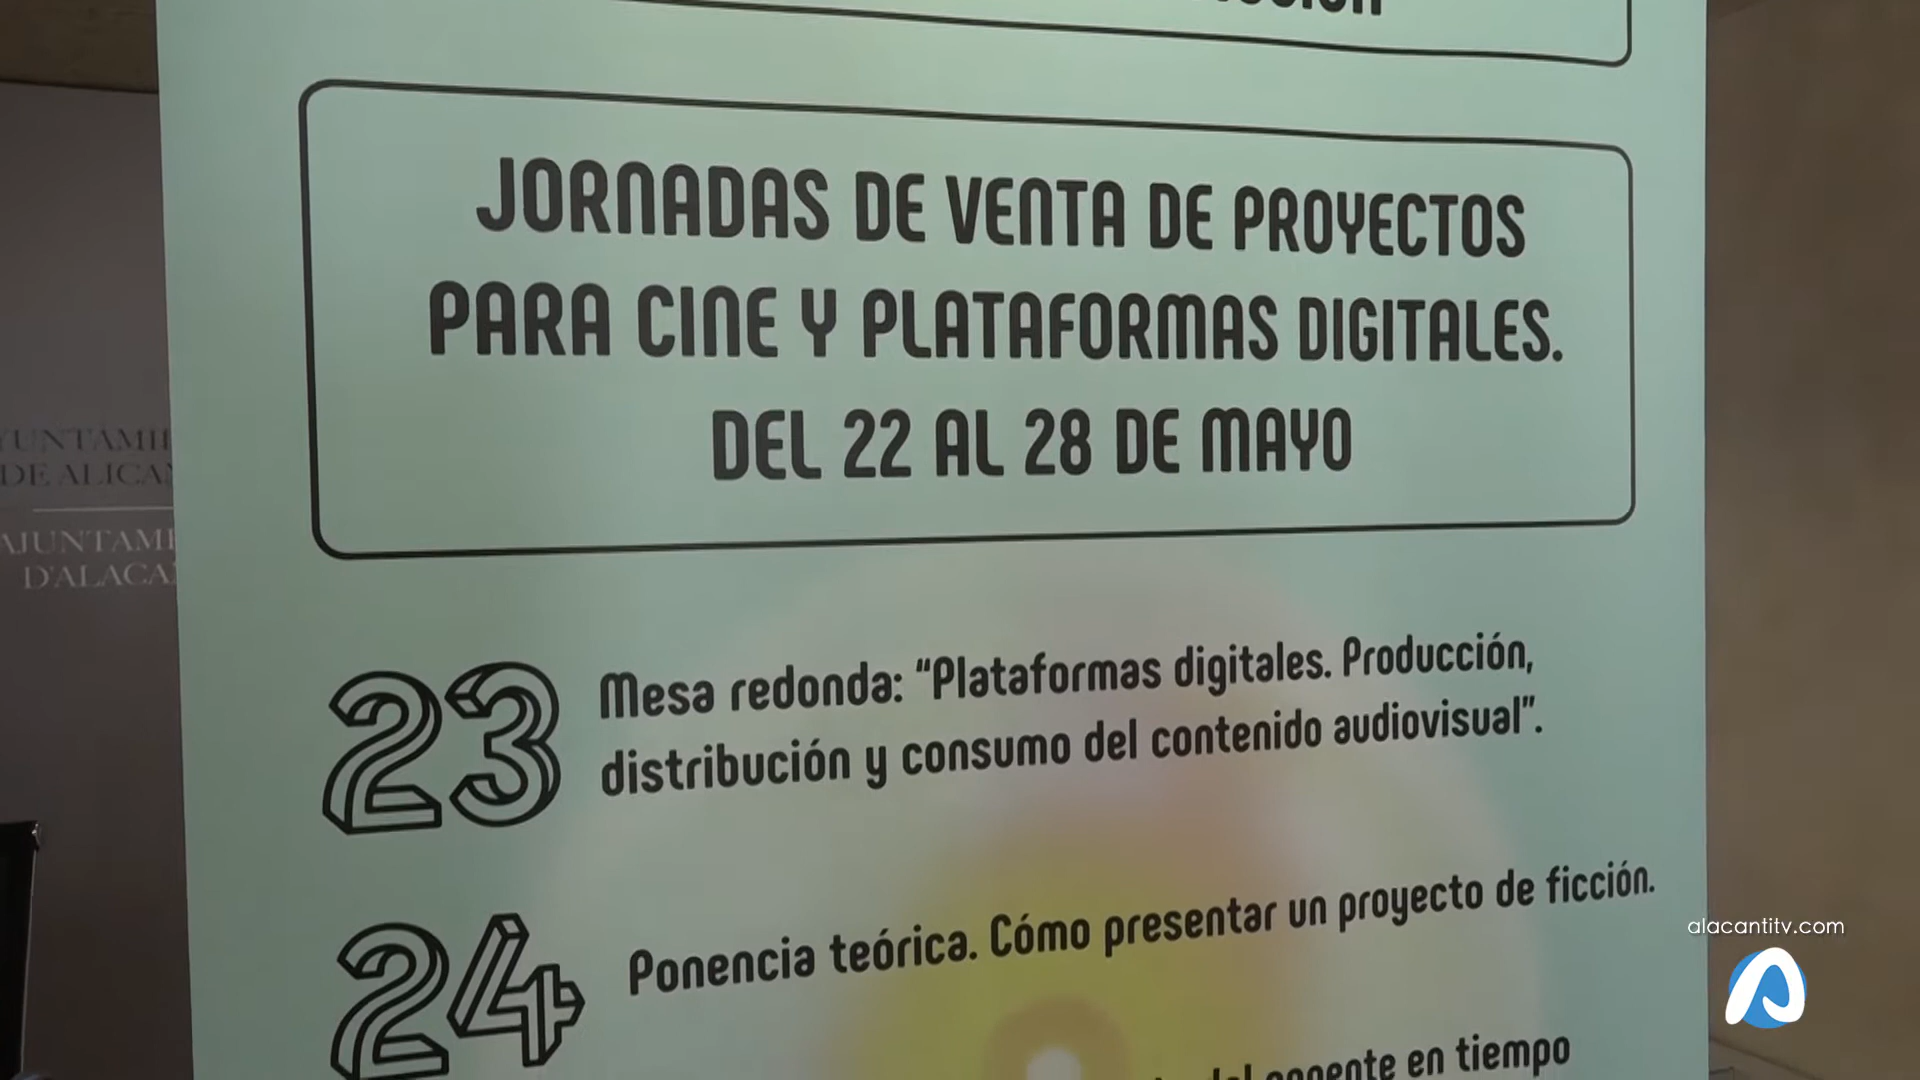 JORNADAS DE VENTA DE PROYECTOS
PARA CINE Y PLATAFORMAS DIGITALES.
DEL 22 AL 28 DE MAYO
23
Mesa redonda: “Plataformas digitales. Producción,
distribución y consumo del contenido audiovisual”.
24
Ponencia teórica. Cómo presentar un proyecto de ficción.
en tiempo
DE
alacantitv.com